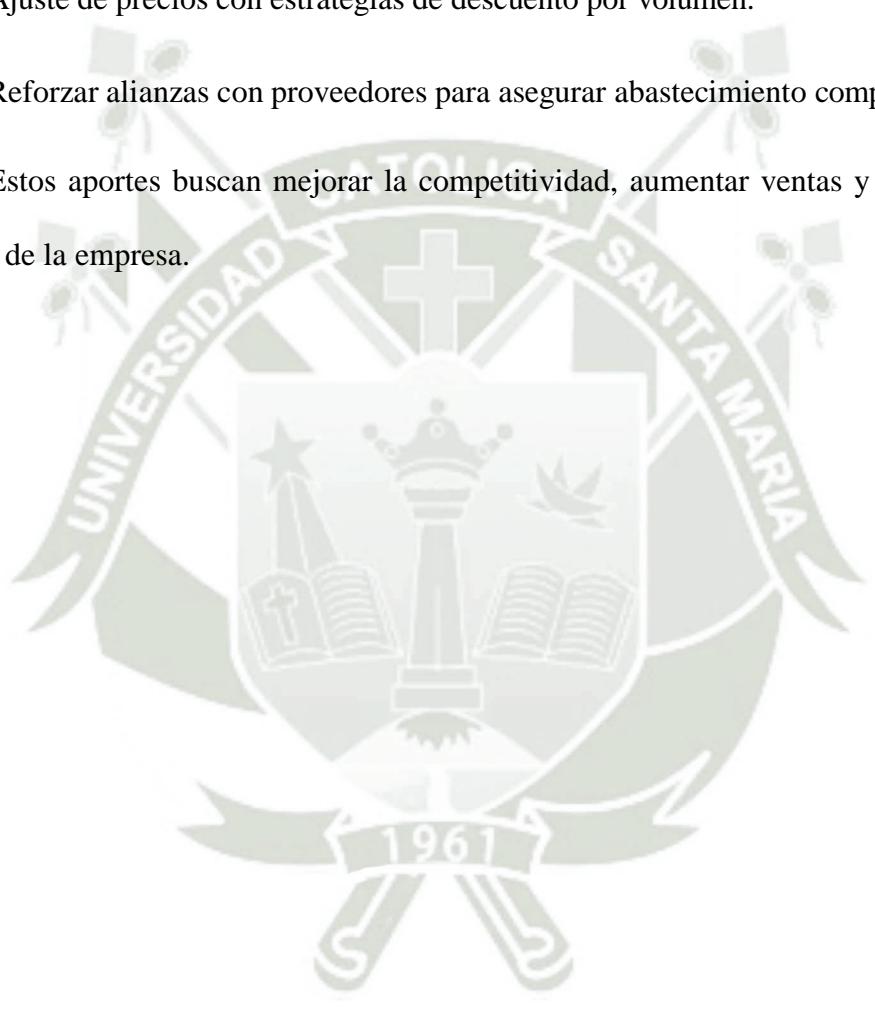 Ajuste de precios con estrategias de descuento por volumen.
Reforzar alianzas con proveedores para asegurar abastecimiento
Estos aportes buscan mejorar la competitividad, aumentar ventas y
de la empresa.
UNIVERSIDAD CATOLICA SANTA MARIA
1961